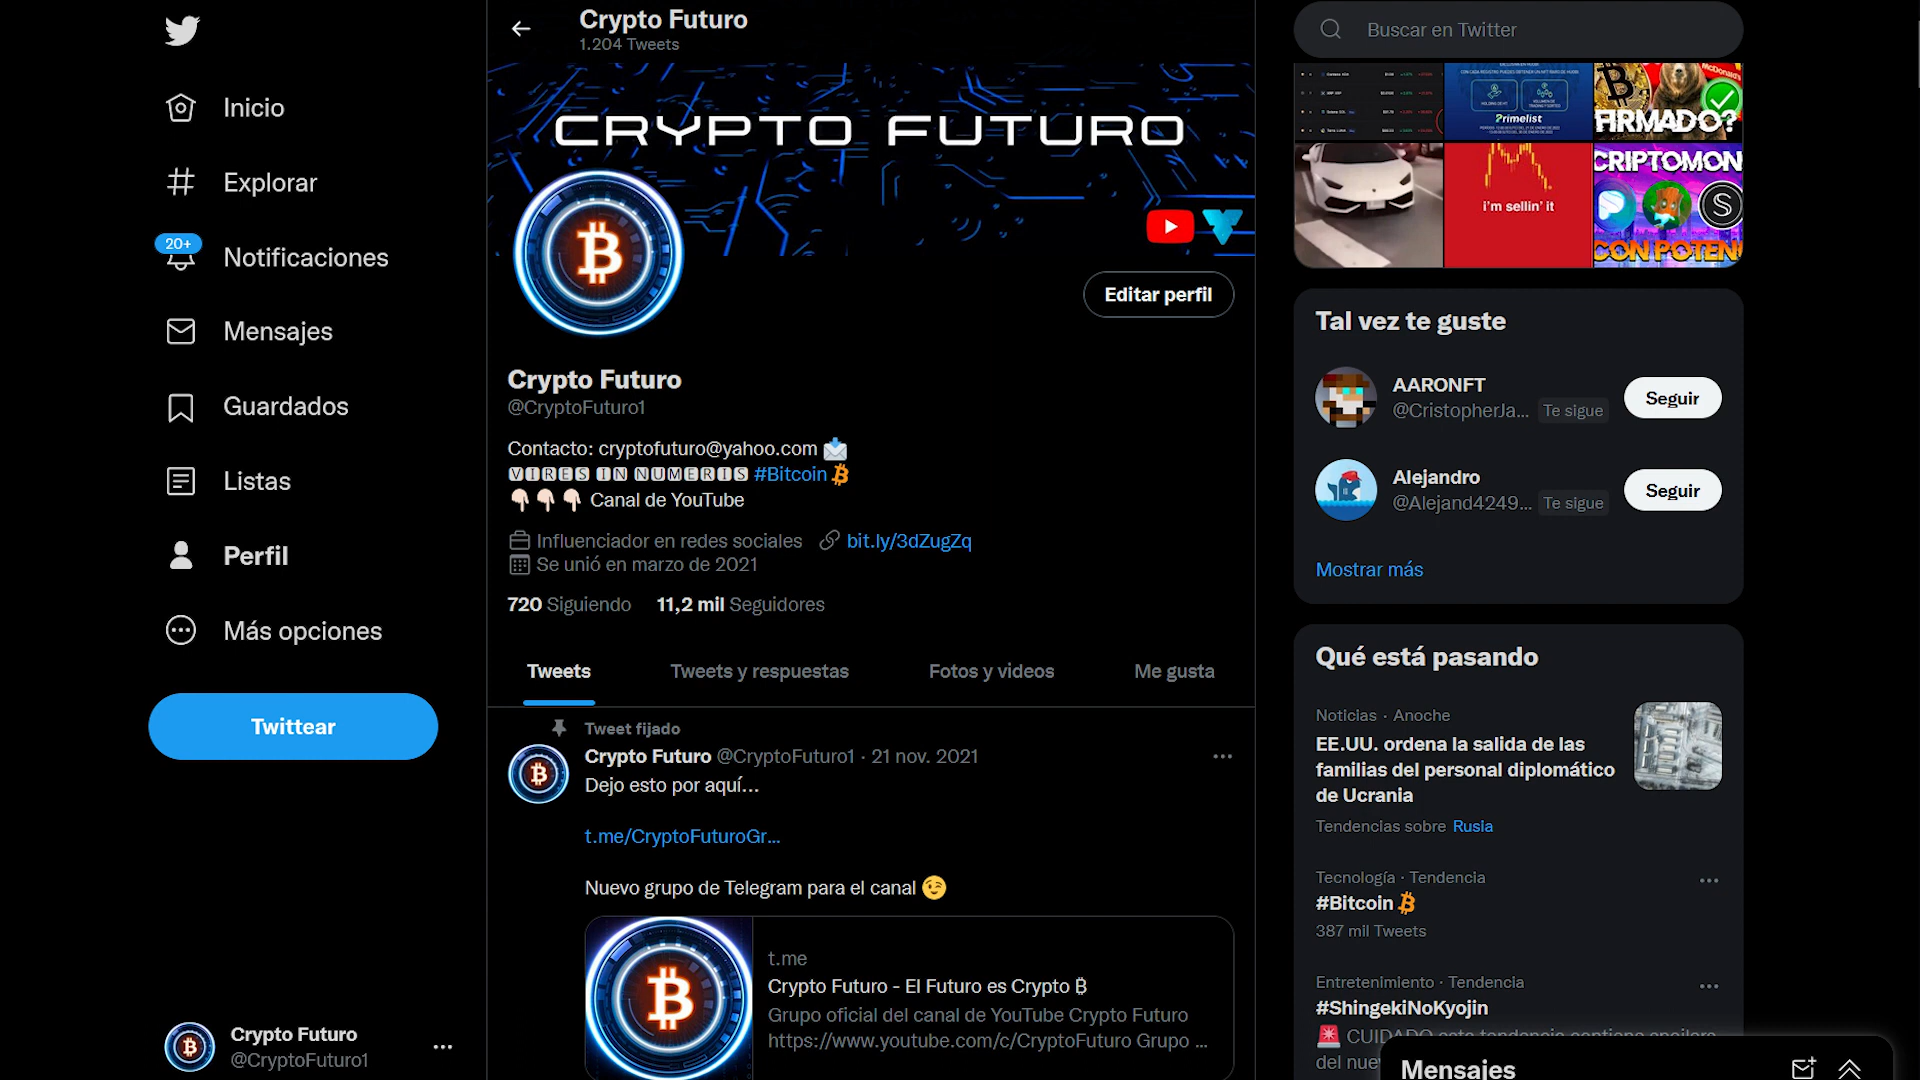 Inicio
Explorar
20+
Notificaciones
Mensajes
Guardados
Listas
Perfil
Más opciones
Twittear
Crypto Futuro
@CryptoFuturo1
Crypto Futuro
1.204 Tweets
CRYPTO FUTURO
Editar perfil
Crypto Futuro
@CryptoFuturo1
Contacto: cryptofuturo@yahoo.com 📩
🆅🅸🆁🅴🆂 🅸🅽 🅽🆄🅼🅴🆁🅸🆂 #Bitcoin
👇🏻👇🏻👇🏻 Canal de YouTube
Influenciador en redes sociales bit.ly/3dZugZq
Se unió en marzo de 2021
720 Siguiendo 11,2 mil Seguidores
Tweets Tweets y respuestas Fotos y videos Me gusta
Tweet fijado
Crypto Futuro @CryptoFuturo1 · 21 nov. 2021
Dejo esto por aquí...
t.me/CryptoFuturoGr...
Nuevo grupo de Telegram para el canal 😉
t.me
Crypto Futuro - El Futuro es Crypto ₿
Grupo oficial del canal de YouTube Crypto Futuro
https://www.youtube.com/c/CryptoFuturo Grupo ...
Buscar en Twitter
Primelist
McDonald's
FIRMADO?
i'm sellin' it
CRIPTOMON
CON POTEN
Tal vez te guste
AARONFT
@CristopherJa... Te sigue
Seguir
Alejandro
@Alejand4249... Te sigue
Seguir
Mostrar más
Qué está pasando
Noticias · Anoche
EE.UU. ordena la salida de las
familias del personal diplomático
de Ucrania
Tendencias sobre Rusia
Tecnología · Tendencia
#Bitcoin
387 mil Tweets
Entretenimiento · Tendencia
#ShingekiNoKyojin
🚨 CUIDADO esta tendencia contiene spoilers
del nue
Mensajes